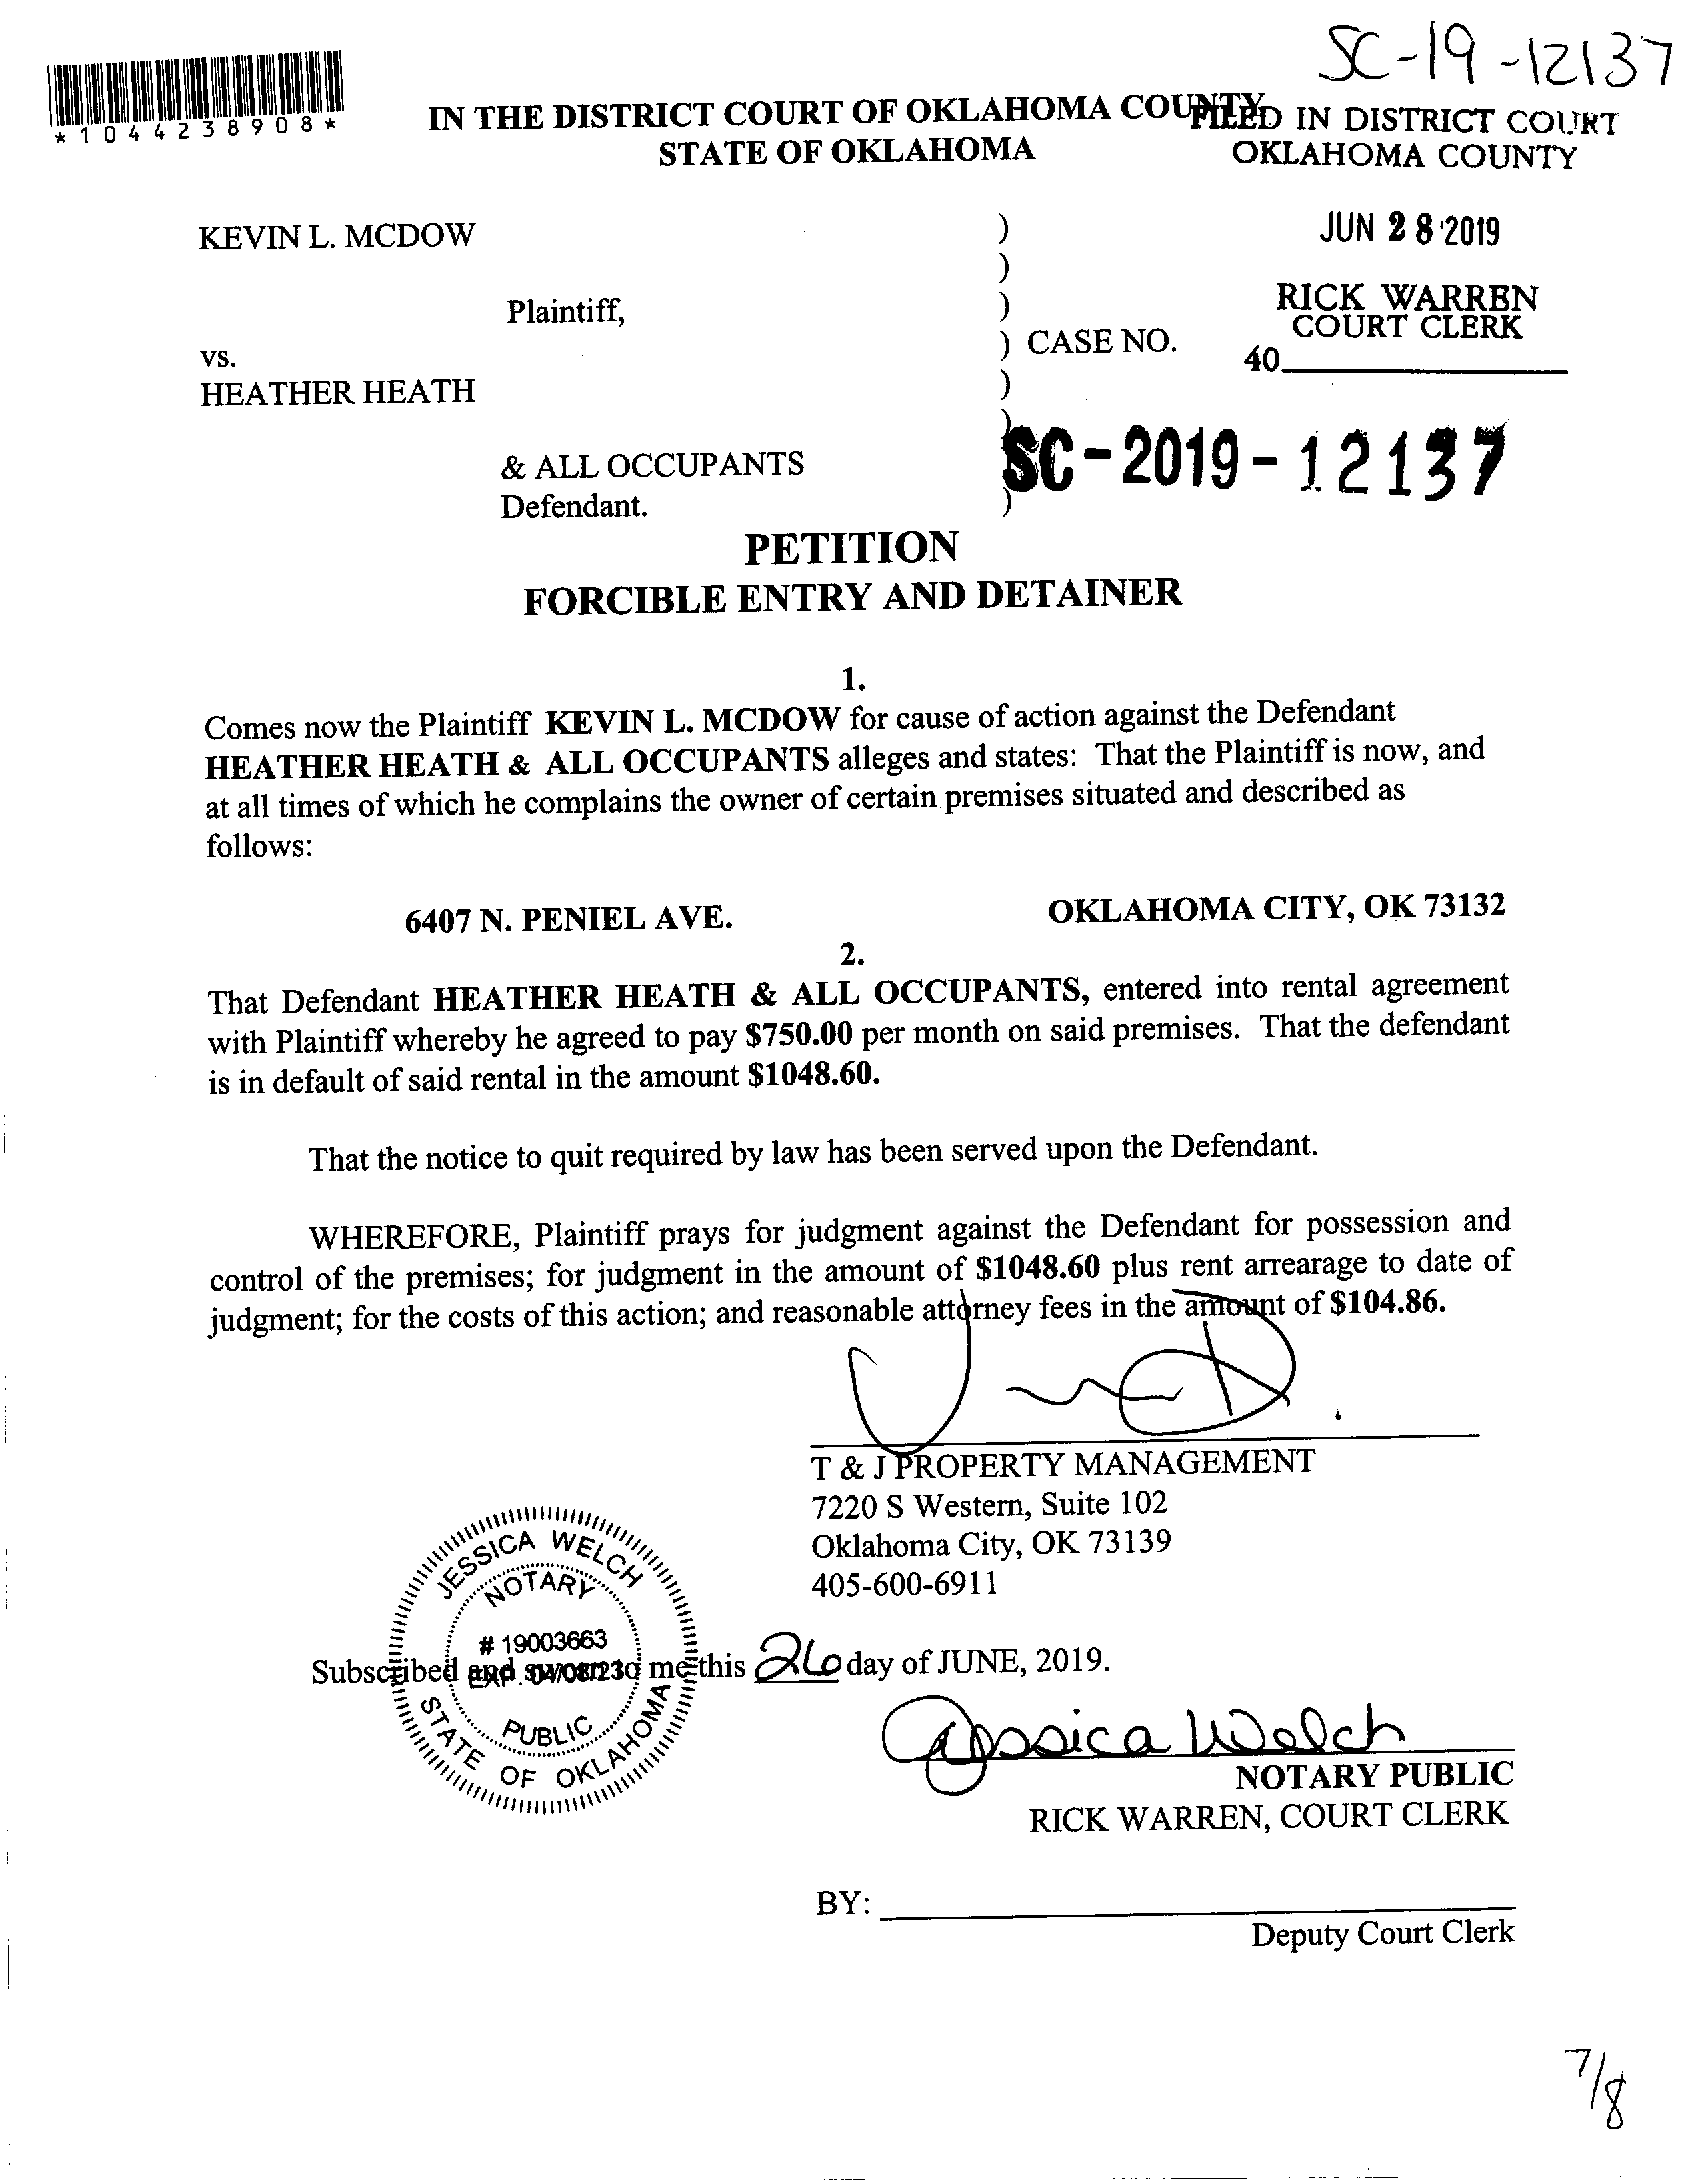 SC-19-12137
*1044238908*
IN THE DISTRICT COURT OF OKLAHOMA COUNTY
STATE OF OKLAHOMA
FILED IN DISTRICT COURT
OKLAHOMA COUNTY
JUN 28 2019
RICK WARREN
COURT CLERK
40
KEVIN L. MCDOW
)
)
Plaintiff,
)
vs.
) CASE NO.
HEATHER HEATH
)
)
& ALL OCCUPANTS
SC-2019-12137
Defendant.
)
PETITION
FORCIBLE ENTRY AND DETAINER
1.
Comes now the Plaintiff KEVIN L. MCDOW for cause of action against the Defendant
HEATHER HEATH & ALL OCCUPANTS alleges and states: That the Plaintiff is now, and
at all times of which he complains the owner of certain premises situated and described as
follows:
6407 N. PENIEL AVE. OKLAHOMA CITY, OK 73132
2.
That Defendant HEATHER HEATH & ALL OCCUPANTS, entered into rental agreement
with Plaintiff whereby he agreed to pay $750.00 per month on said premises. That the defendant
is in default of said rental in the amount $1048.60.
That the notice to quit required by law has been served upon the Defendant.
WHEREFORE, Plaintiff prays for judgment against the Defendant for possession and
control of the premises; for judgment in the amount of $1048.60 plus rent arrearage to date of
judgment; for the costs of this action; and reasonable attorney fees in the amount of $104.86.
T & J PROPERTY MANAGEMENT
7220 S Western, Suite 102
Oklahoma City, OK 73139
405-600-6911
JESSICA WELCH
NOTARY
# 19003663
EXP. 04/08/23
PUBLIC
STATE OF OKLAHOMA
Subscribed and sworn to me this 26 day of JUNE, 2019.
Jessica Welch
NOTARY PUBLIC
RICK WARREN, COURT CLERK
BY:
Deputy Court Clerk
7/8